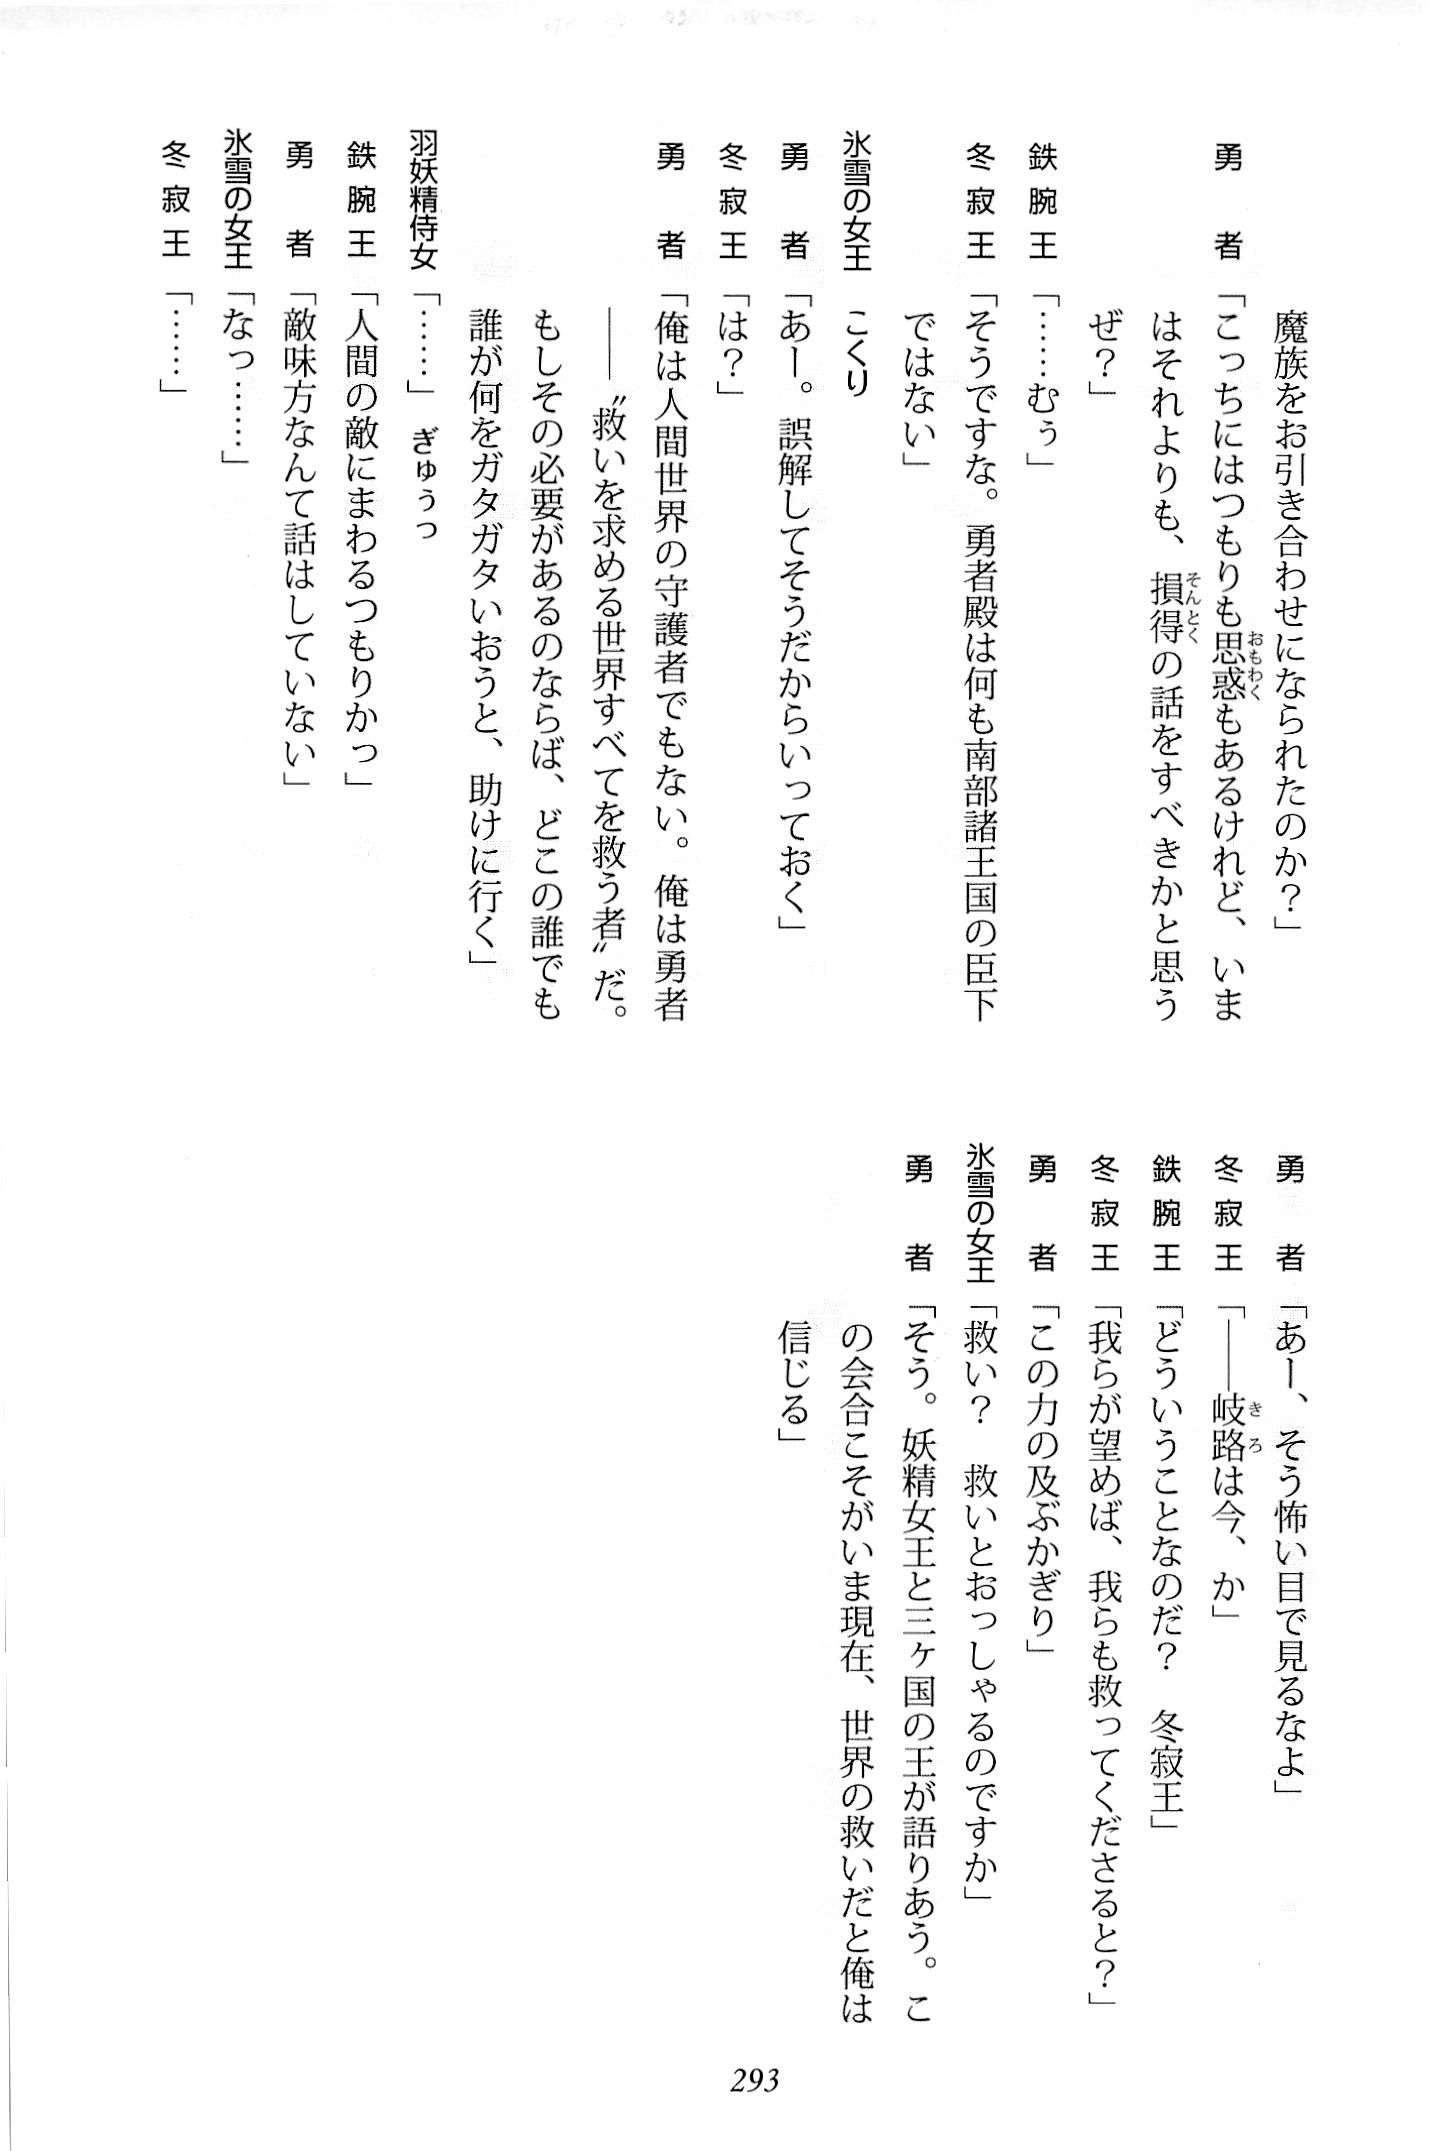 魔族をお引き合わせになられたのか？」
勇者「こっちにはつもりも思惑もあるけれど、いま
はそれよりも、損得の話をすべきかと思う
ぜ？」
鉄腕王「……むぅ」
冬寂王「そうですな。勇者殿は何も南部諸王国の臣下
ではない」
氷雪の女王 こくり
勇者「あー。誤解してそうだからいっておく」
冬寂王「は？」
勇者「俺は人間世界の守護者でもない。俺は勇者
――〝救いを求める世界すべてを救う者〟だ。
もしその必要があるのならば、どこの誰でも
誰が何をガタガタいおうと、助けに行く」
羽妖精侍女「……」 ぎゅうっ
鉄腕王「人間の敵にまわるつもりかっ」
勇者「敵味方なんて話はしていない」
氷雪の女王「なっ……」
冬寂王「……」
勇者「あー、そう怖い目で見るなよ」
冬寂王「――岐路は今、か」
鉄腕王「どういうことなのだ？　冬寂王」
冬寂王「我らが望めば、我らも救ってくださると？」
勇者「この力の及ぶかぎり」
氷雪の女王「救い？　救いとおっしゃるのですか」
勇者「そう。妖精女王と三ヶ国の王が語りあう。こ
の会合こそがいま現在、世界の救いだと俺は
信じる」
293